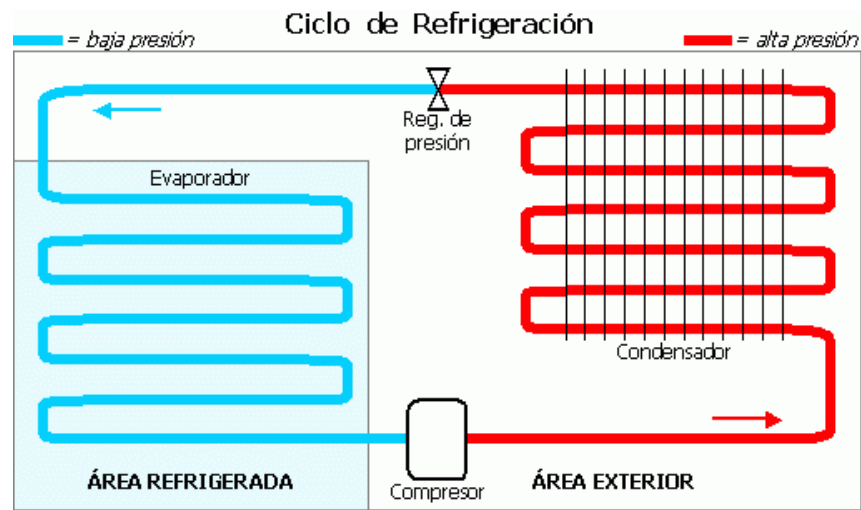 Ciclo de Refrigeración
= baja presión
= alta presión
Reg. de
presión
Evaporador
Condensador
Compresor
ÁREA REFRIGERADA
ÁREA EXTERIOR